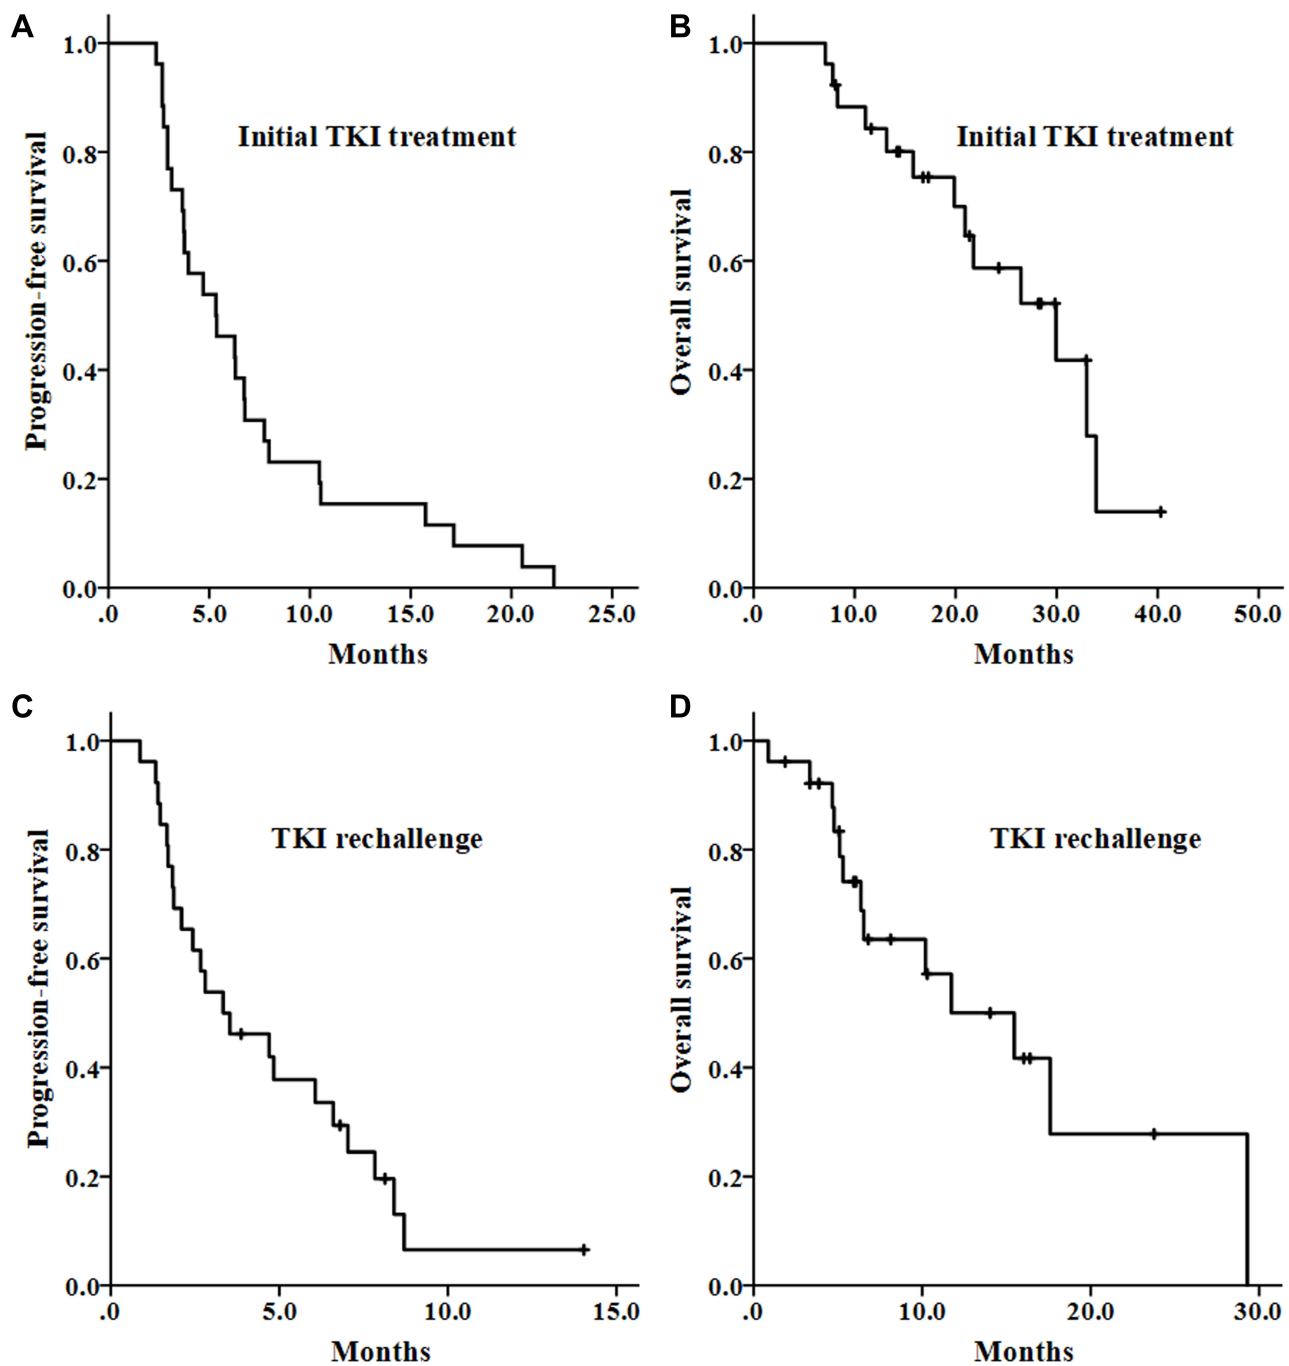 A
Progression-free survival
1.0
0.8
0.6
0.4
0.2
0.0
Initial TKI treatment
.0 5.0 10.0 15.0 20.0 25.0
Months
B
Overall survival
1.0
0.8
0.6
0.4
0.2
0.0
Initial TKI treatment
.0 10.0 20.0 30.0 40.0 50.0
Months
C
Progression-free survival
1.0
0.8
0.6
0.4
0.2
0.0
TKI rechallenge
.0 5.0 10.0 15.0
Months
D
Overall survival
1.0
0.8
0.6
0.4
0.2
0.0
TKI rechallenge
.0 10.0 20.0 30.0
Months